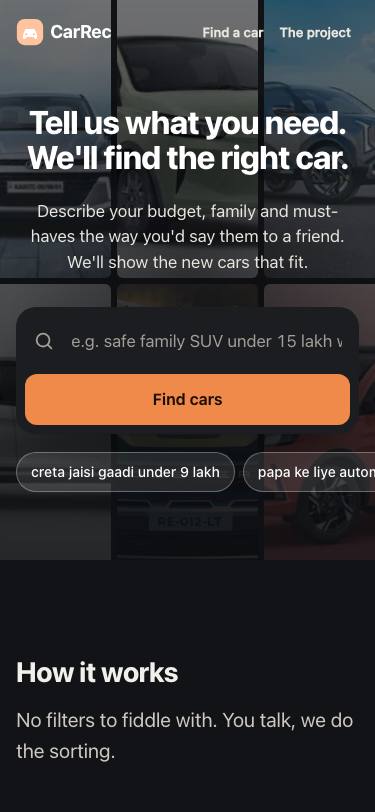 CarRec
Find a car
The project
Tell us what you need.
We'll find the right car.
Describe your budget, family and must-
haves the way you'd say them to a friend.
We'll show the new cars that fit.
e.g. safe family SUV under 15 lakh
Find cars
creta jaisi gaadi under 9 lakh
papa ke liye auton
RE-012-LT
How it works
No filters to fiddle with. You talk, we do
the sorting.